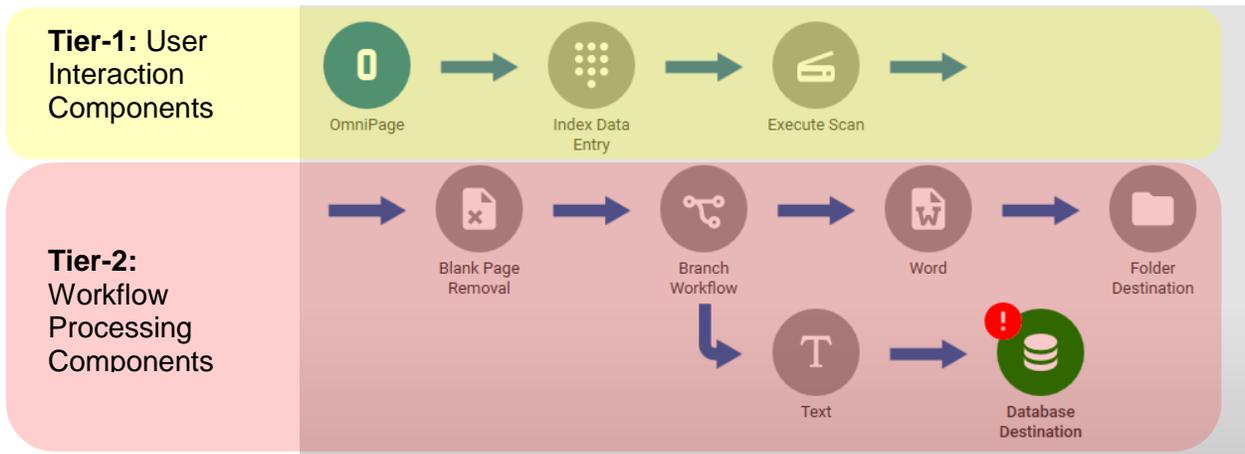 Tier-1: User
Interaction
Components
OmniPage
Index Data
Entry
Execute Scan
Tier-2:
Workflow
Processing
Components
Blank Page
Removal
Branch
Workflow
Word
Folder
Destination
Text
Database
Destination